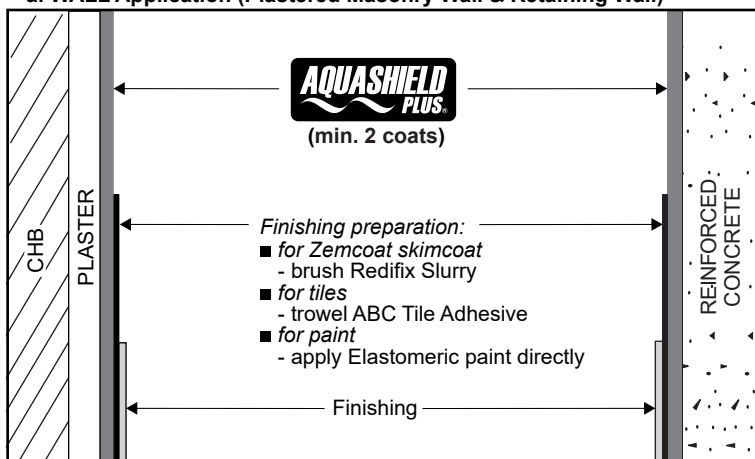 a. WALL Application (Plastered Masonry Wall & Retaining Wall)
AQUASHIELD
PLUS®
(min. 2 coats)
CHB
PLASTER
Finishing preparation:
■ for Zemcoat skimcoat
- brush Redifix Slurry
■ for tiles
- trowel ABC Tile Adhesive
■ for paint
- apply Elastomeric paint directly
Finishing
REINFORCED
CONCRETE